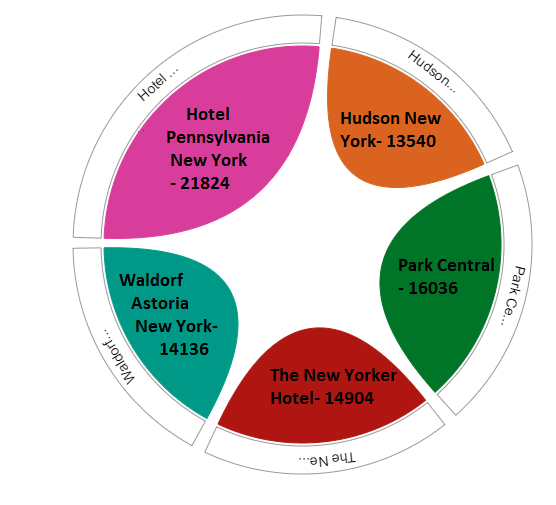 Hotel ...
Hudson...
Hotel
Pennsylvania
New York
- 21824
Hudson New
York- 13540
Park Central
- 16036
Park Ce...
Waldorf
Astoria
New York-
14136
Waldorf...
The New Yorker
Hotel- 14904
The Ne...